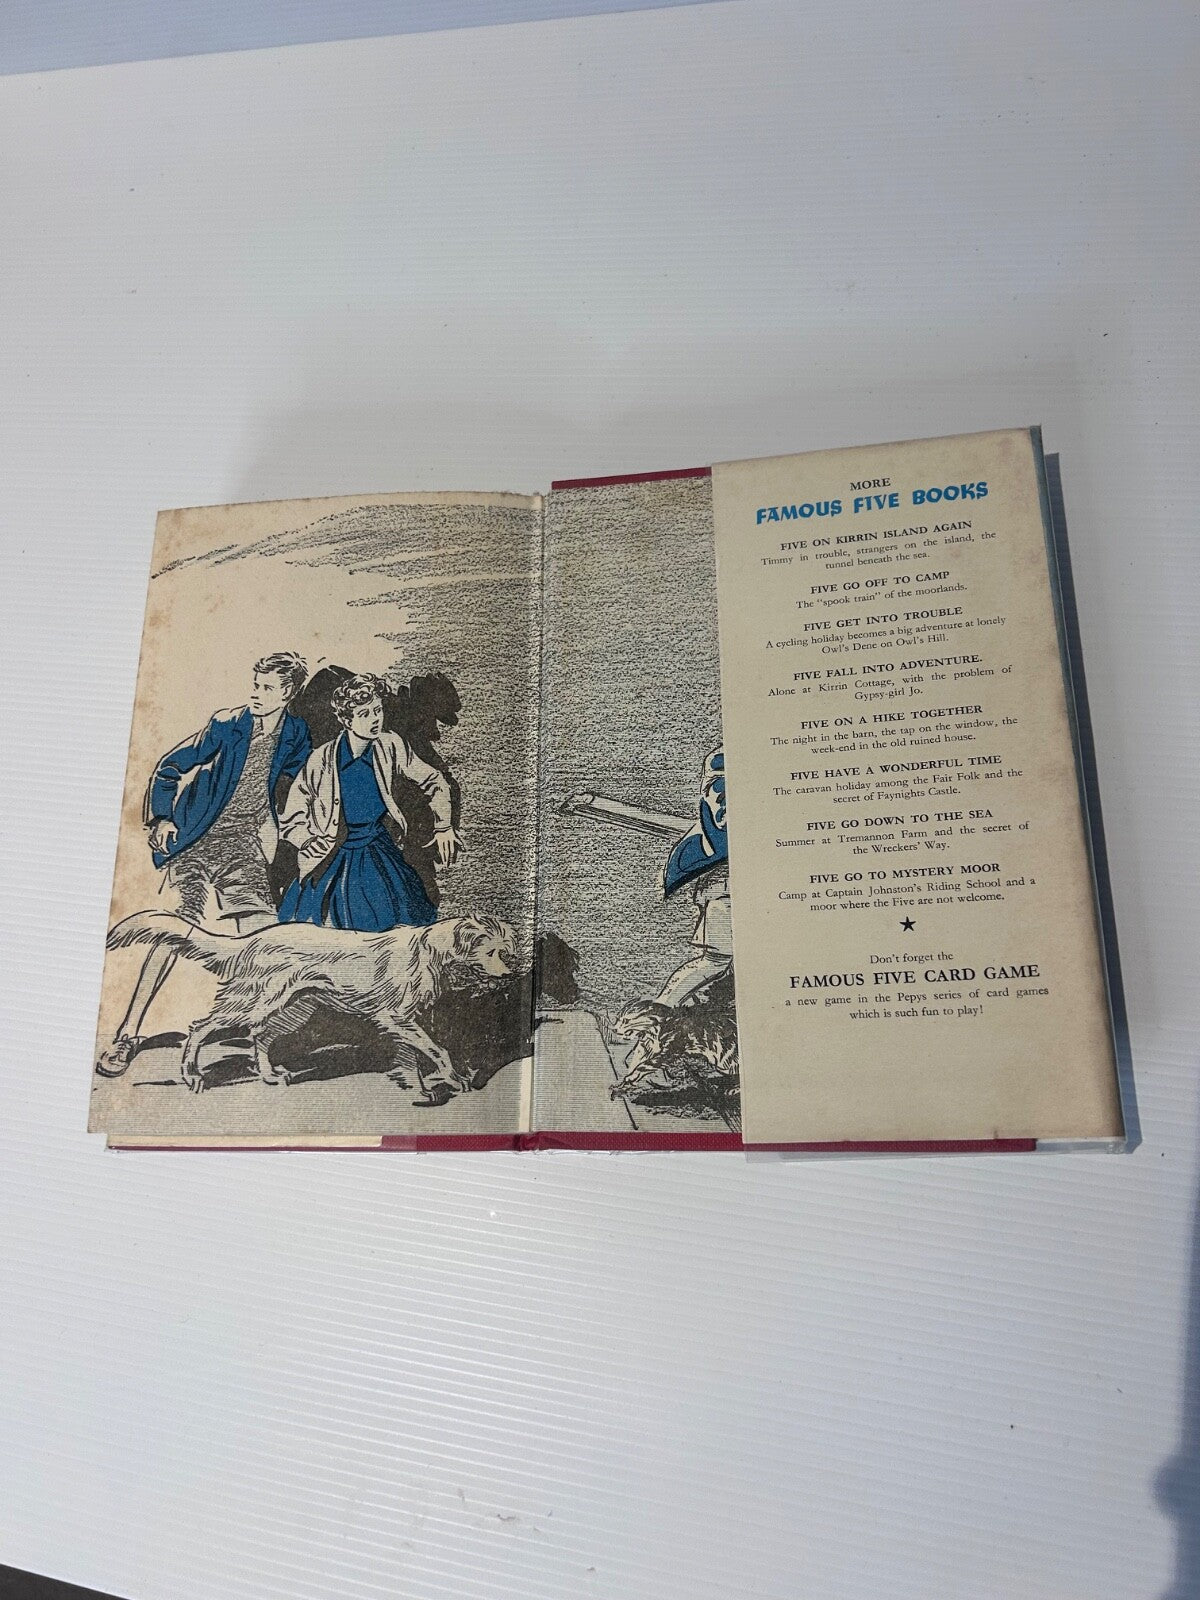 MORE
FAMOUS FIVE BOOKS
FIVE ON KIRRIN ISLAND AGAIN
Timmy in trouble, strangers on the island, the
tunnel beneath the sea.
FIVE GO OFF TO CAMP
The "spook train" of the moorlands.
FIVE GET INTO TROUBLE
A cycling holiday becomes a big adventure at lonely
Owl's Dene on Owl's Hill.
FIVE FALL INTO ADVENTURE.
Alone at Kirrin Cottage, with the problem of
Gypsy-girl Jo.
FIVE ON A HIKE TOGETHER
The night in the barn, the tap on the window, the
week-end in the old ruined house.
FIVE HAVE A WONDERFUL TIME
The caravan holiday among the Fair Folk and the
secret of Faynights Castle.
FIVE GO DOWN TO THE SEA
Summer at Tremannon Farm and the secret of
the Wreckers' Way.
FIVE GO TO MYSTERY MOOR
Camp at Captain Johnston's Riding School and a
moor where the Five are not welcome.
★
Don't forget the
FAMOUS FIVE CARD GAME
a new game in the Pepys series of card games
which is such fun to play!